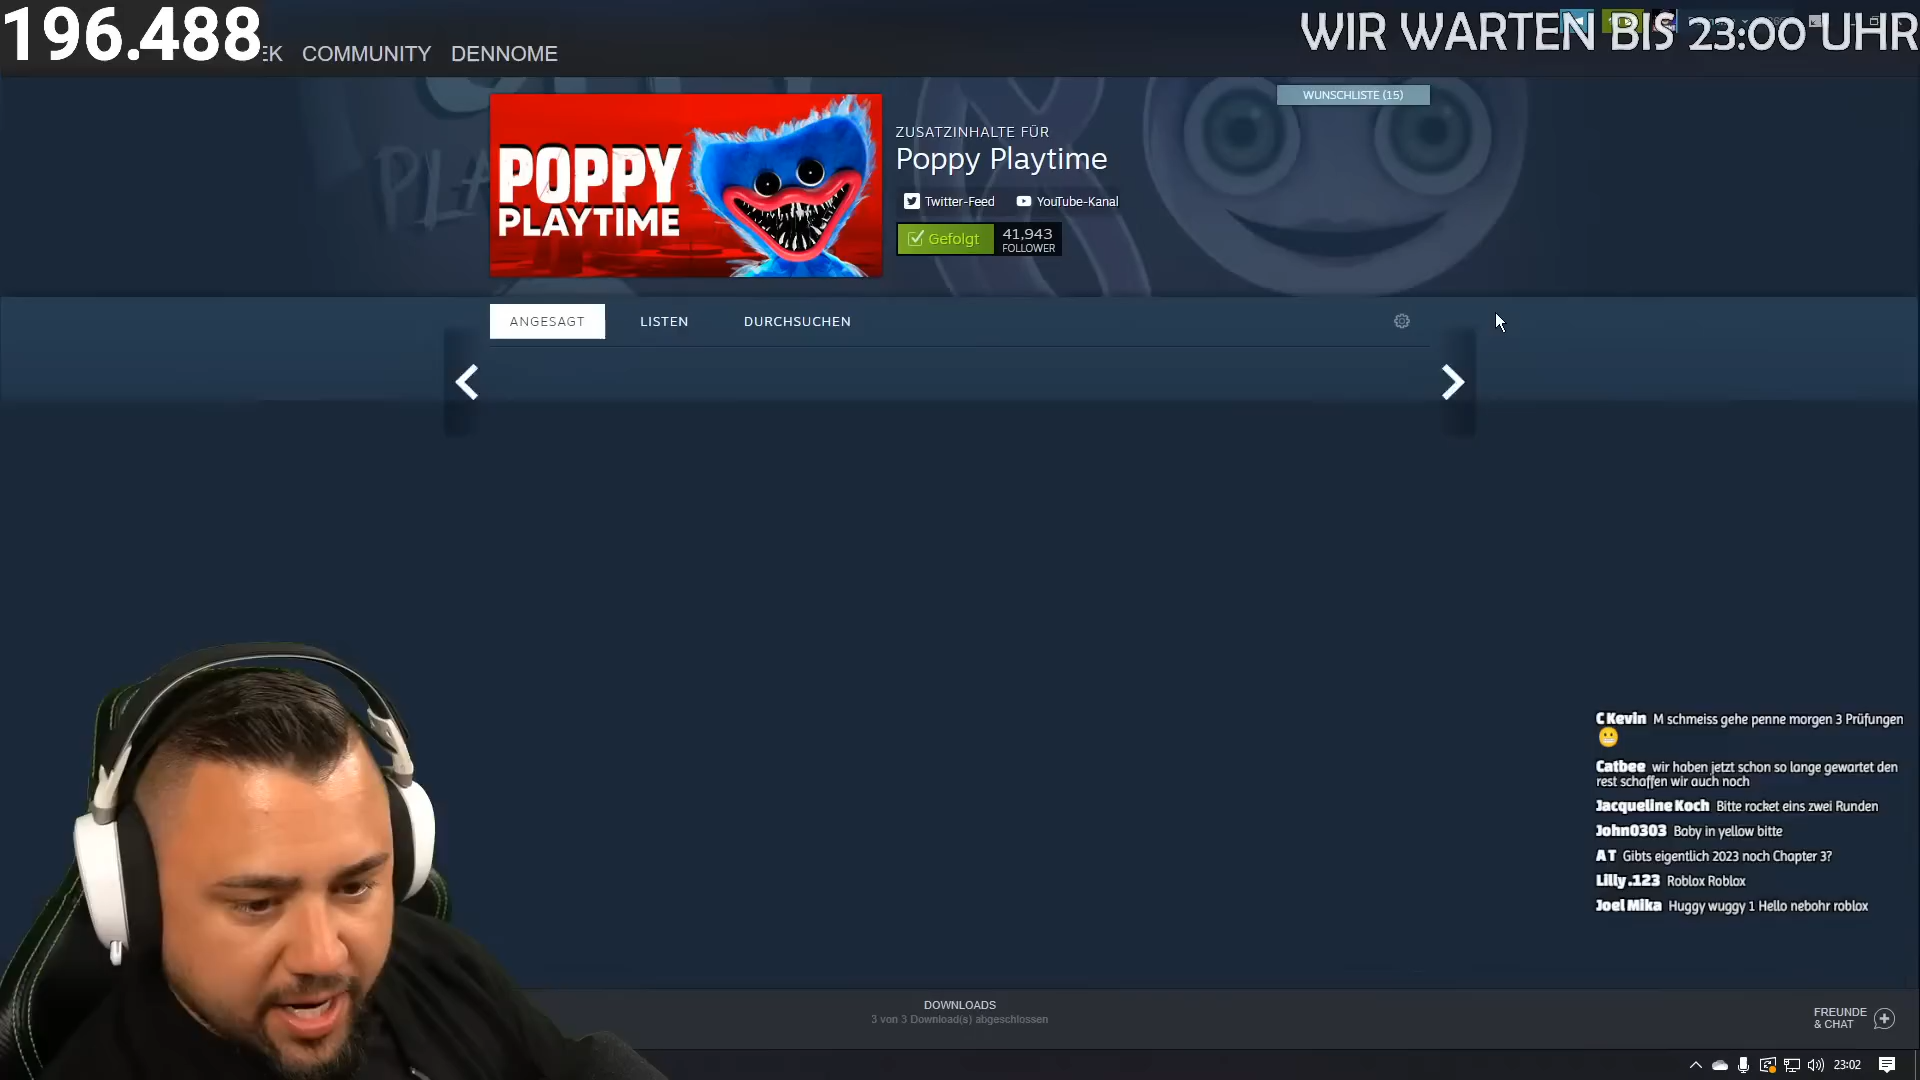 196.488
WIR WARTEN BIS 23:00 UHR
EK COMMUNITY DENNOME
WUNSCHLISTE (15)
POPPY
PLAYTIME
ZUSATZINHALTE FÜR
Poppy Playtime
Twitter-Feed YouTube-Kanal
Gefolgt 41,943
FOLLOWER
ANGESAGT LISTEN DURCHSUCHEN
C Kevin M schmeiss gehe penne morgen 3 Prüfungen
😬
Catbee wir haben jetzt schon so lange gewartet den
rest schaffen wir auch noch
Jacqueline Koch Bitte rocket eins zwei Runden
John0303 Baby in yellow bitte
A T Gibts eigentlich 2023 noch Chapter 3?
Lilly .123 Roblox Roblox
Joel Mika Huggy wuggy 1 Hello nebohr roblox
DOWNLOADS
3 von 3 Download(s) abgeschlossen
FREUNDE
& CHAT
23:02